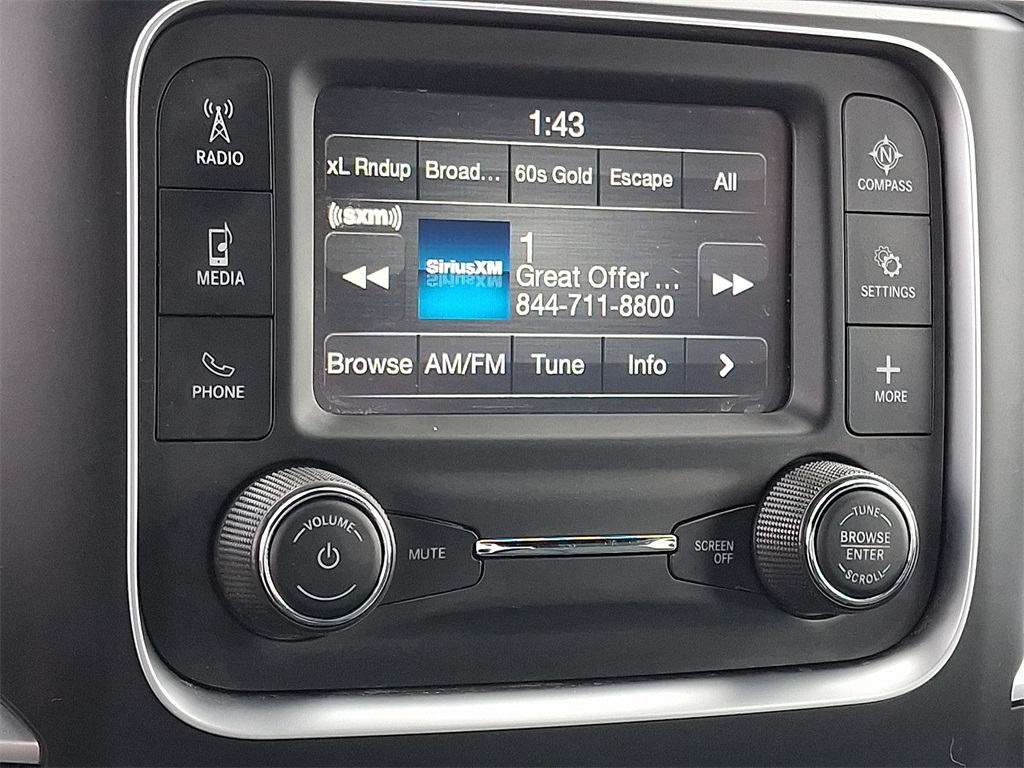 RADIO
MEDIA
PHONE
1:43
xL Rndup Broad... 60s Gold Escape All
((sxm))
SiriusXM
1
Great Offer ...
844-711-8800
Browse AM/FM Tune Info >
N
COMPASS
SETTINGS
+
MORE
VOLUME
MUTE
SCREEN
OFF
TUNE
BROWSE
ENTER
SCROLL